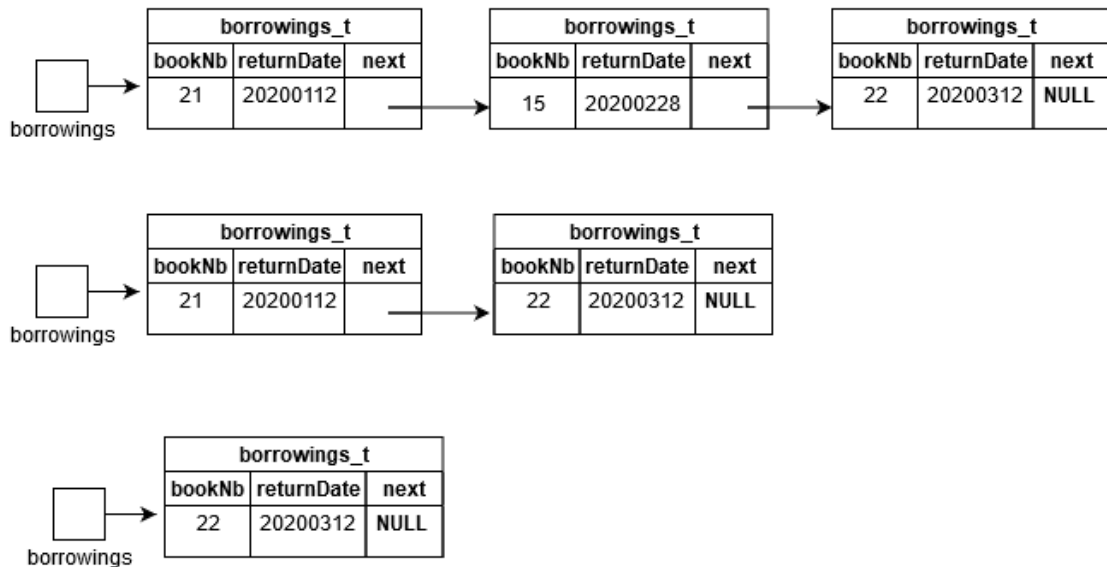 borrowings_t borrowings_t borrowings_t
bookNb returnDate next bookNb returnDate next bookNb returnDate next
21 20200112 15 20200228 22 20200312 NULL
borrowings
borrowings_t borrowings_t
bookNb returnDate next bookNb returnDate next
21 20200112 22 20200312 NULL
borrowings
borrowings_t
bookNb returnDate next
22 20200312 NULL
borrowings